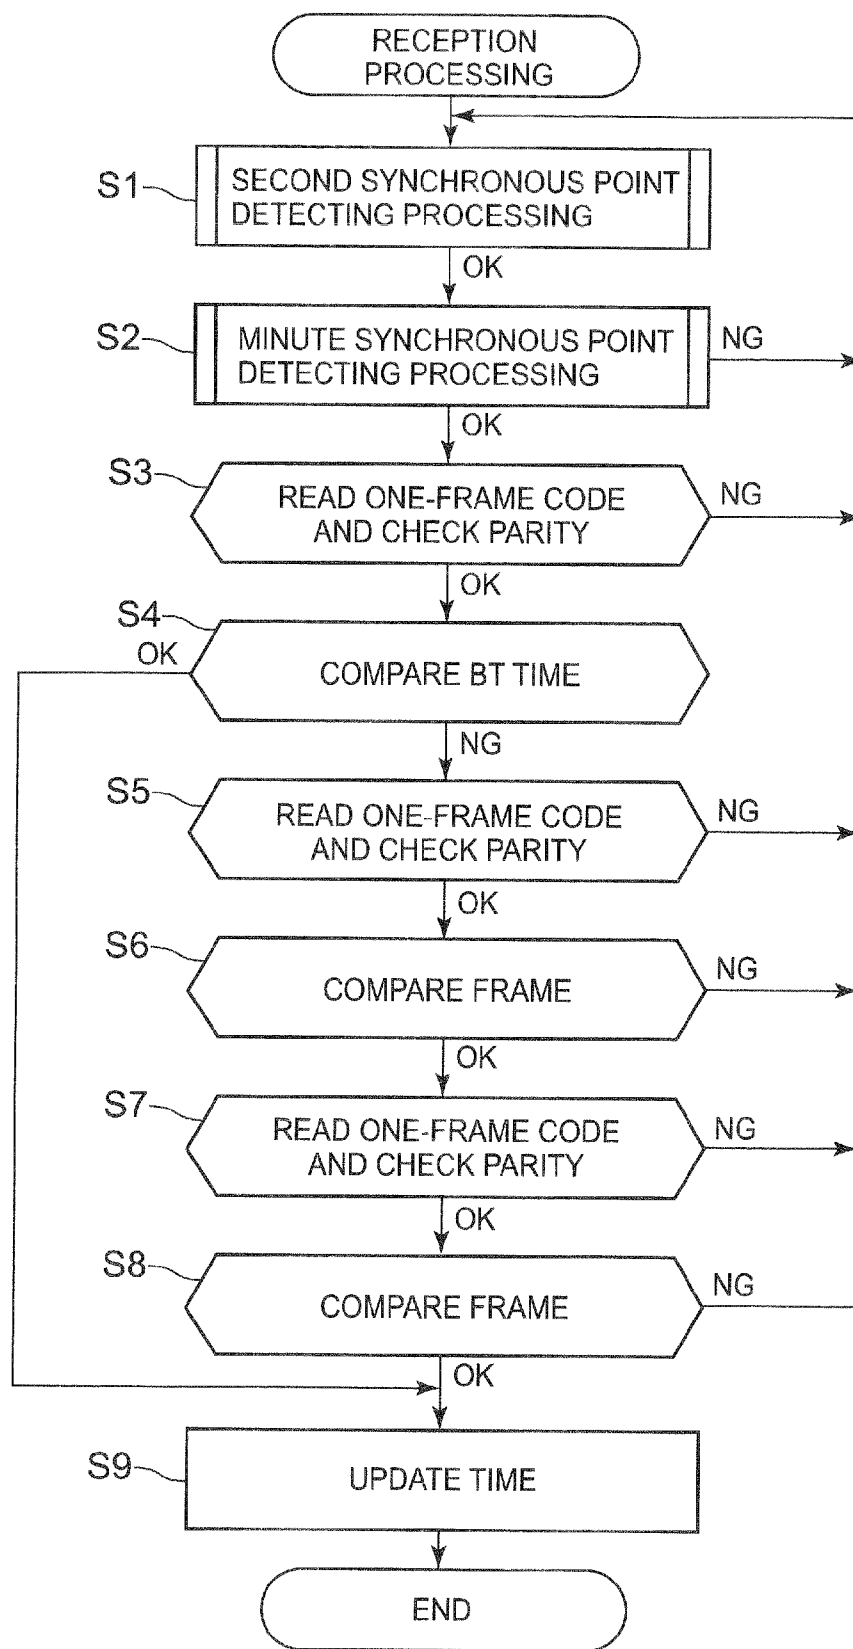 RECEPTION
PROCESSING
S1
SECOND SYNCHRONOUS POINT
DETECTING PROCESSING
OK
S2
MINUTE SYNCHRONOUS POINT
DETECTING PROCESSING
NG
OK
S3
READ ONE-FRAME CODE
AND CHECK PARITY
NG
OK
S4
OK
COMPARE BT TIME
NG
S5
READ ONE-FRAME CODE
AND CHECK PARITY
NG
OK
S6
COMPARE FRAME
NG
OK
S7
READ ONE-FRAME CODE
AND CHECK PARITY
NG
OK
S8
COMPARE FRAME
NG
OK
S9
UPDATE TIME
END